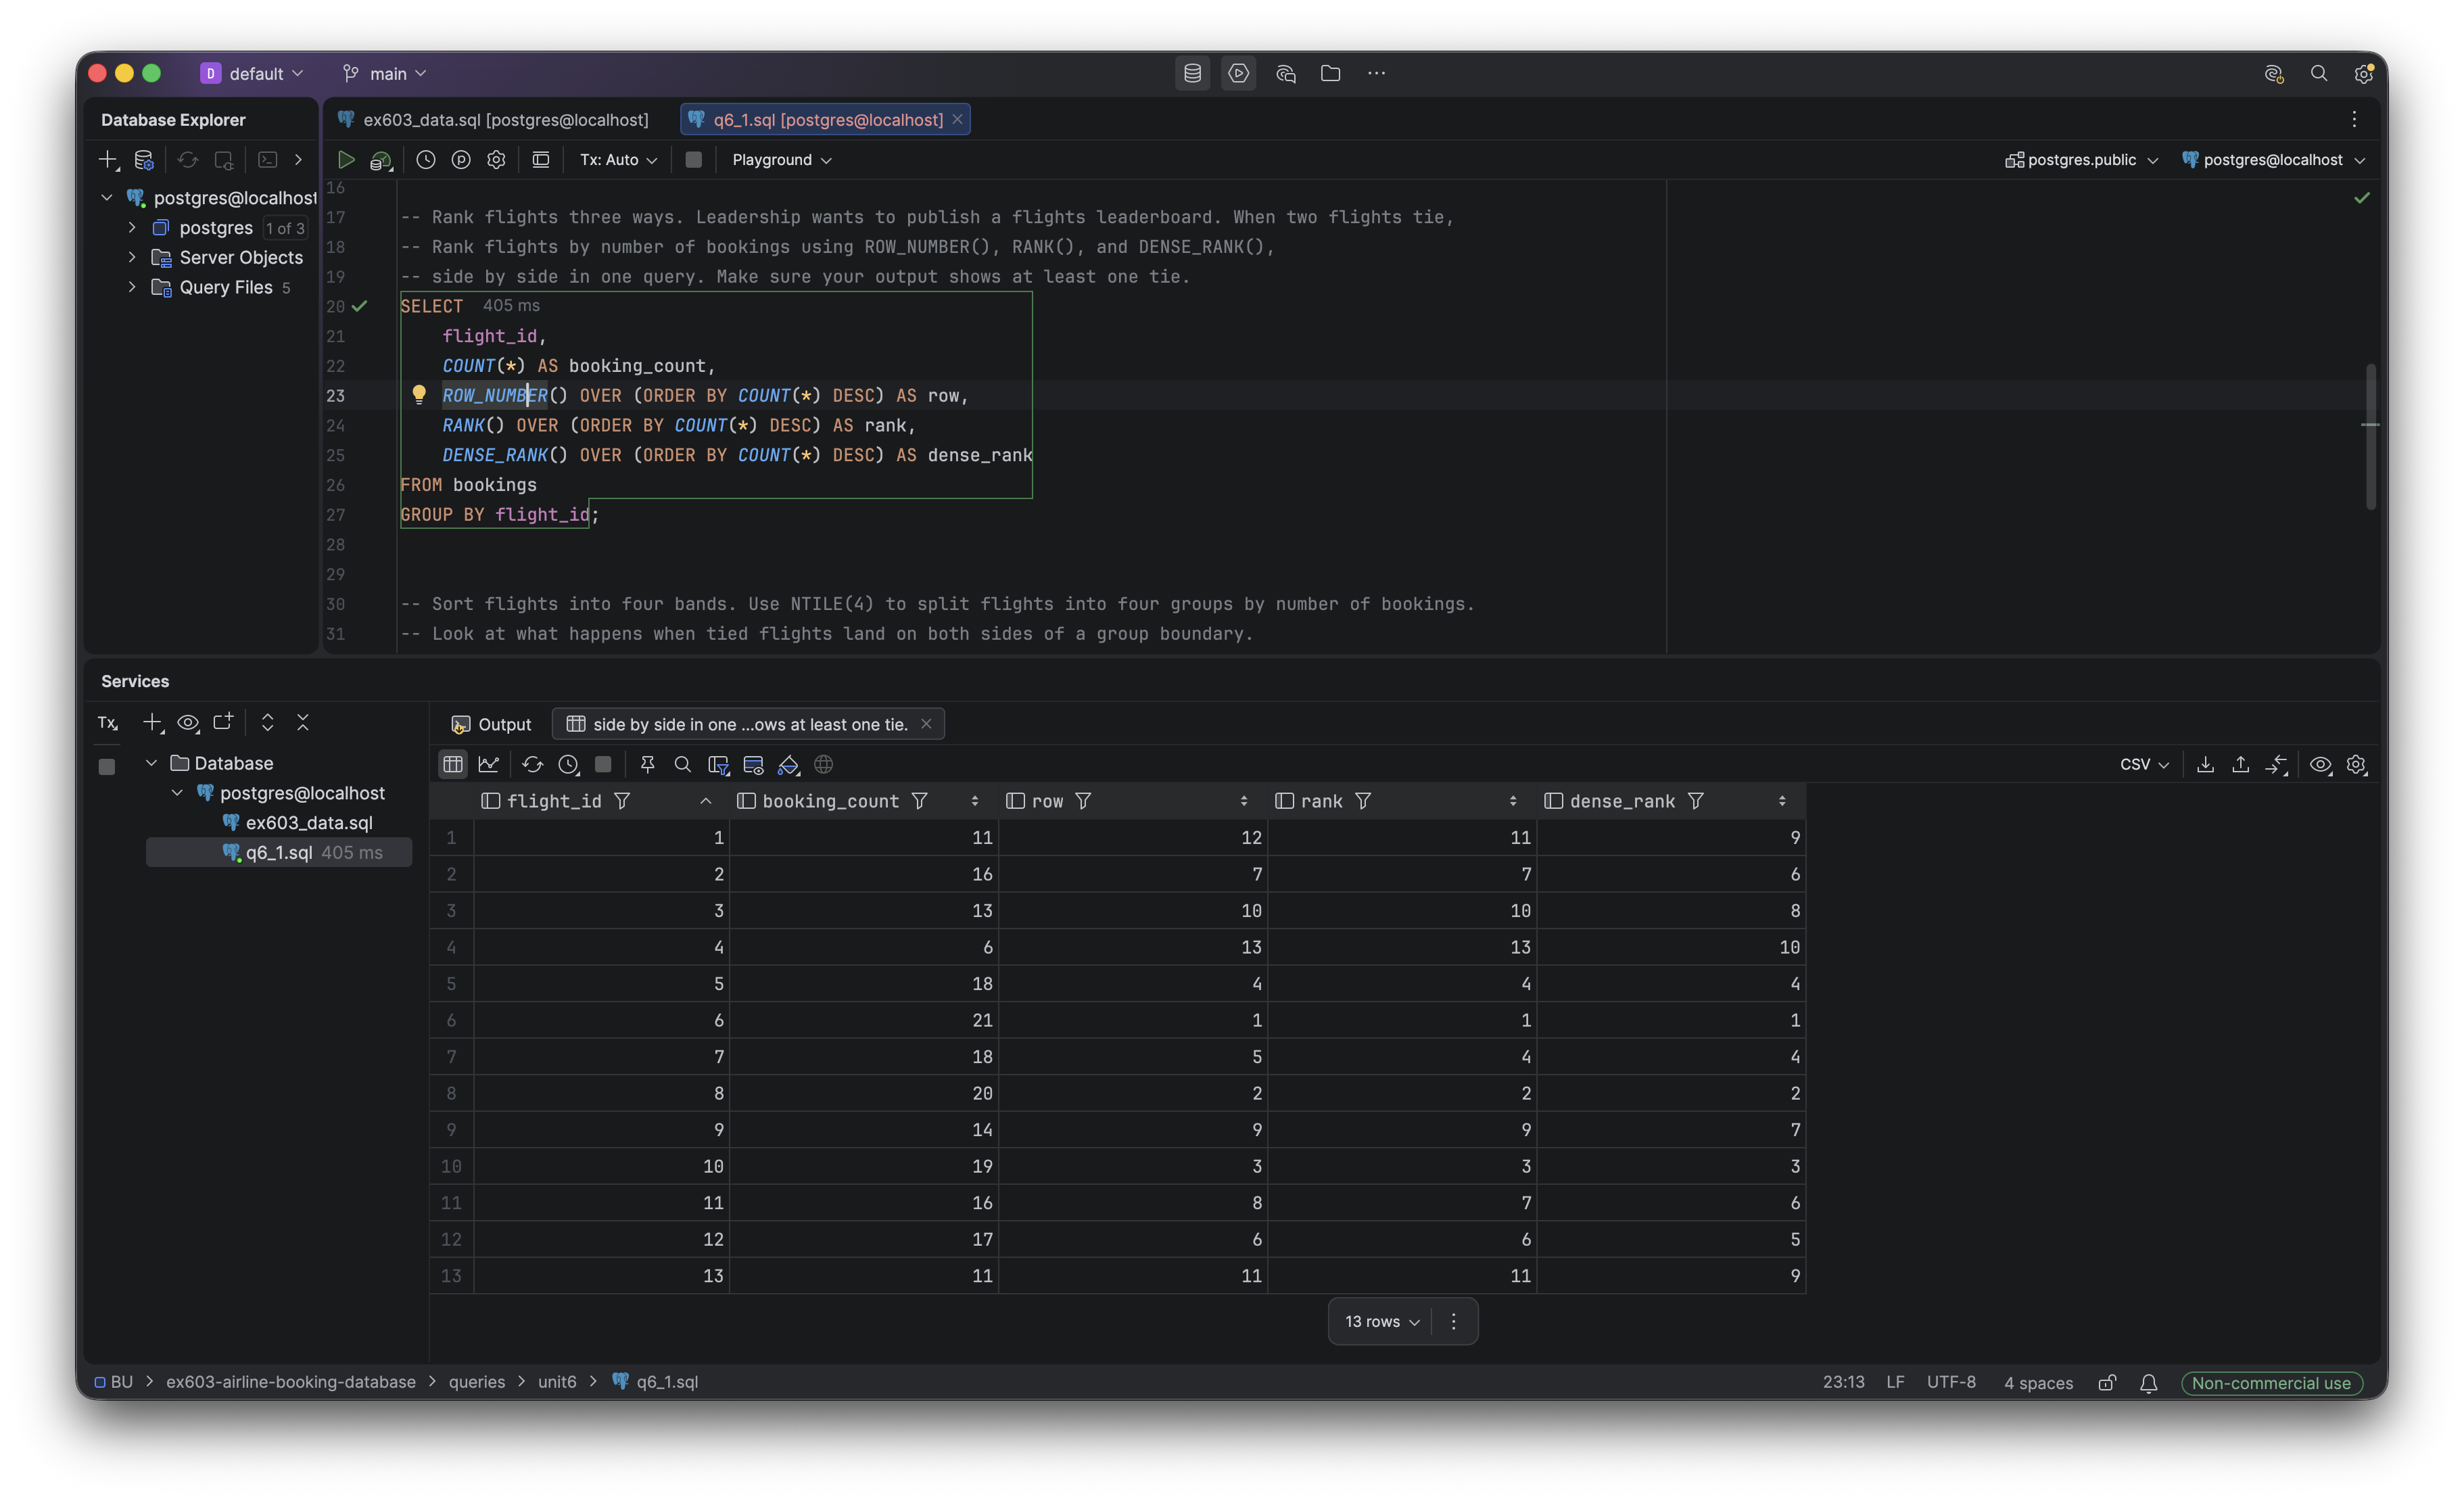 D default main
Database Explorer
ex603_data.sql [postgres@localhost] q6_1.sql [postgres@localhost]
Tx: Auto Playground postgres.public postgres@localhost
postgres@localhost
postgres 1 of 3
Server Objects
Query Files 5
16
17 -- Rank flights three ways. Leadership wants to publish a flights leaderboard. When two flights tie,
18 -- Rank flights by number of bookings using ROW_NUMBER(), RANK(), and DENSE_RANK(),
19 -- side by side in one query. Make sure your output shows at least one tie.
20 SELECT 405 ms
21 flight_id,
22 COUNT(*) AS booking_count,
23 ROW_NUMBER() OVER (ORDER BY COUNT(*) DESC) AS row,
24 RANK() OVER (ORDER BY COUNT(*) DESC) AS rank,
25 DENSE_RANK() OVER (ORDER BY COUNT(*) DESC) AS dense_rank
26 FROM bookings
27 GROUP BY flight_id;
28
29
30 -- Sort flights into four bands. Use NTILE(4) to split flights into four groups by number of bookings.
31 -- Look at what happens when tied flights land on both sides of a group boundary.
Services
Tx
Database
postgres@localhost
ex603_data.sql
q6_1.sql 405 ms
Output side by side in one ...ows at least one tie.
CSV
flight_id booking_count row rank dense_rank
1 1 11 12 11 9
2 2 16 7 7 6
3 3 13 10 10 8
4 4 6 13 13 10
5 5 18 4 4 4
6 6 21 1 1 1
7 7 18 5 4 4
8 8 20 2 2 2
9 9 14 9 9 7
10 10 19 3 3 3
11 11 16 8 7 6
12 12 17 6 6 5
13 13 11 11 11 9
13 rows
BU ex603-airline-booking-database queries unit6 q6_1.sql 23:13 LF UTF-8 4 spaces Non-commercial use